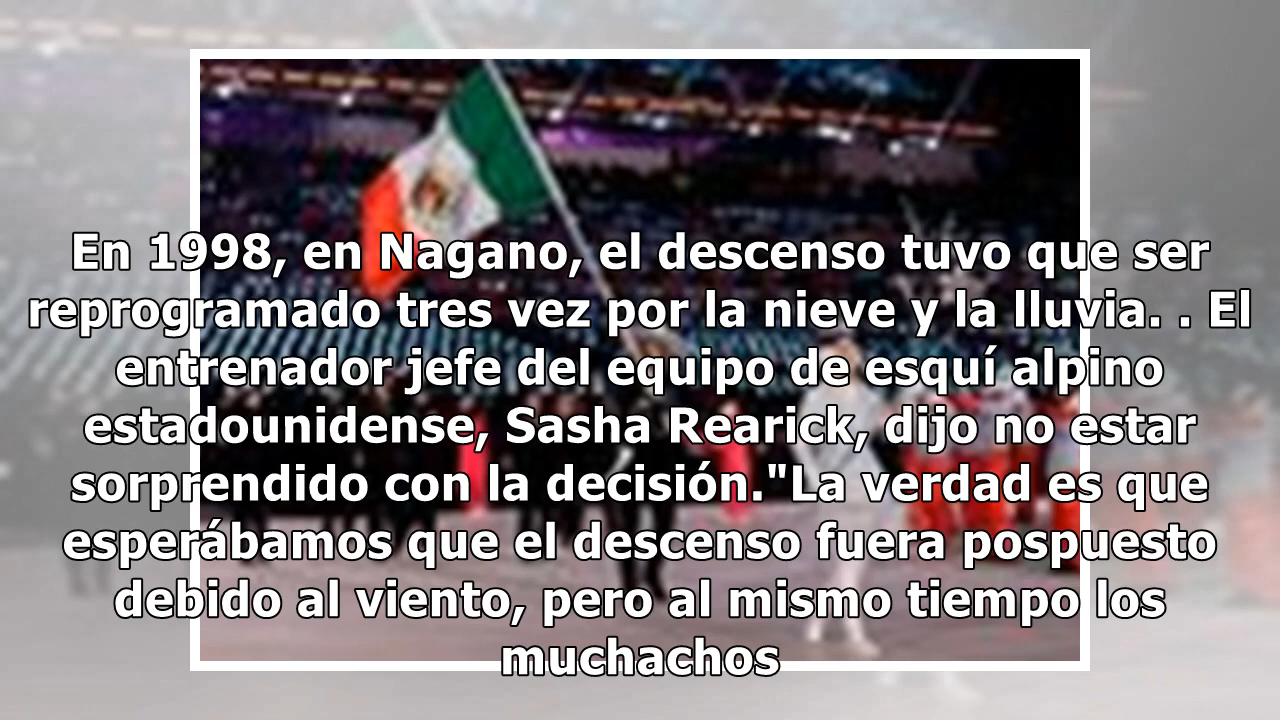 En 1998, en Nagano, el descenso tuvo que ser
reprogramado tres vez por la nieve y la lluvia. . El
entrenador jefe del equipo de esquí alpino
estadounidense, Sasha Rearick, dijo no estar
sorprendido con la decisión."La verdad es que
esperábamos que el descenso fuera pospuesto
debido al viento, pero al mismo tiempo los
muchachos